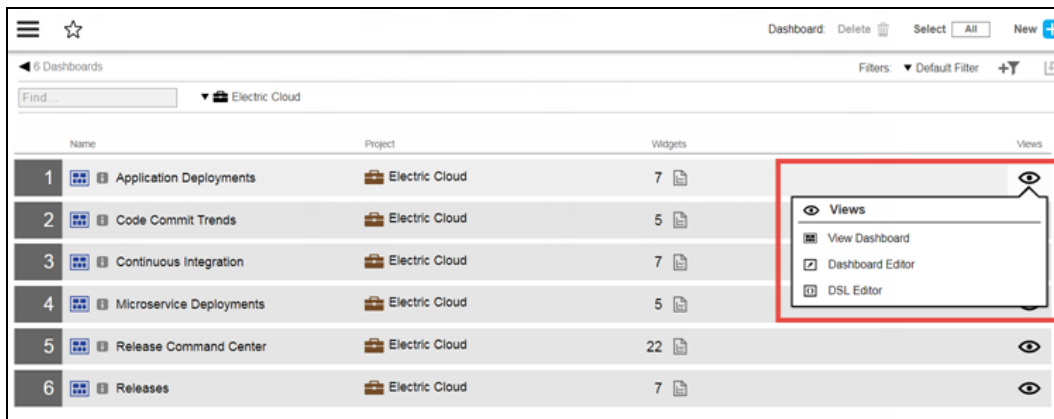 Dashboard: Delete Select All New
6 Dashboards Filters: Default Filter
Find... Electric Cloud
Name Project Widgets Views
1 Application Deployments Electric Cloud 7
Views
2 Code Commit Trends Electric Cloud 5
View Dashboard
3 Continuous Integration Electric Cloud 7
Dashboard Editor
4 Microservice Deployments Electric Cloud 5
DSL Editor
5 Release Command Center Electric Cloud 22
6 Releases Electric Cloud 7